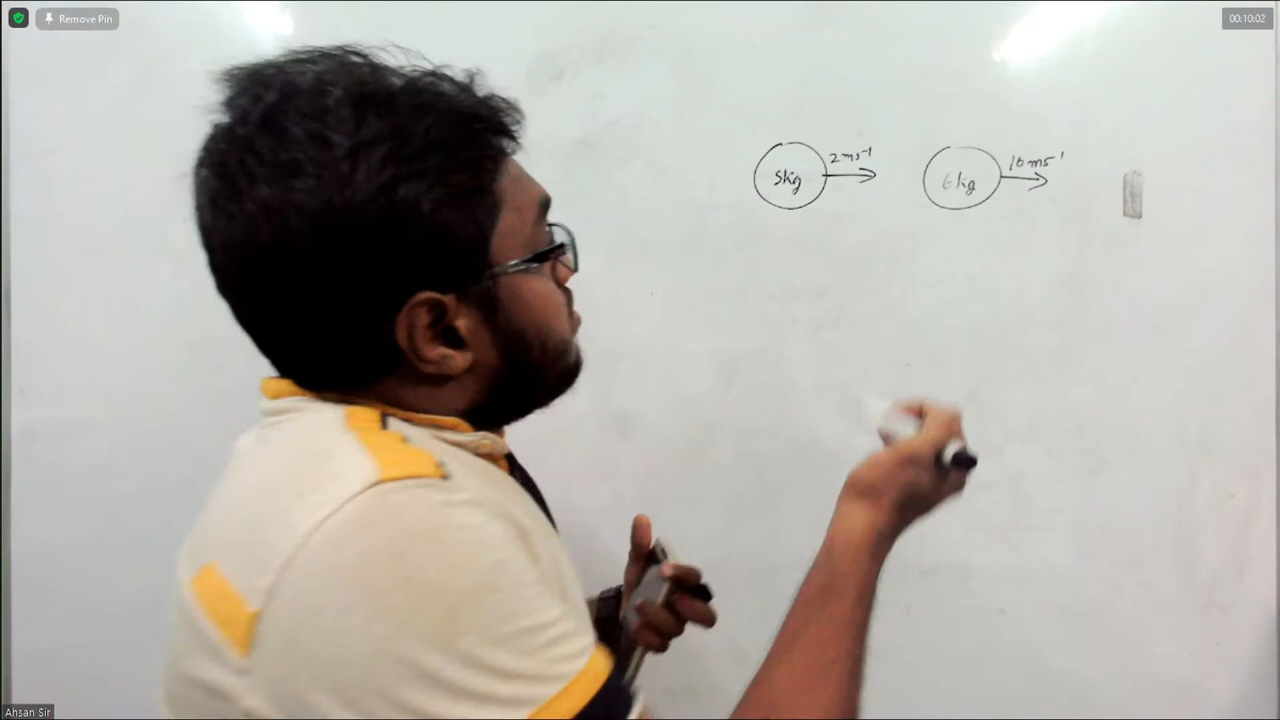 Remove Pin
00:10:02
2ms⁻¹
10ms⁻¹
5kg
6kg
Ahsan Sir